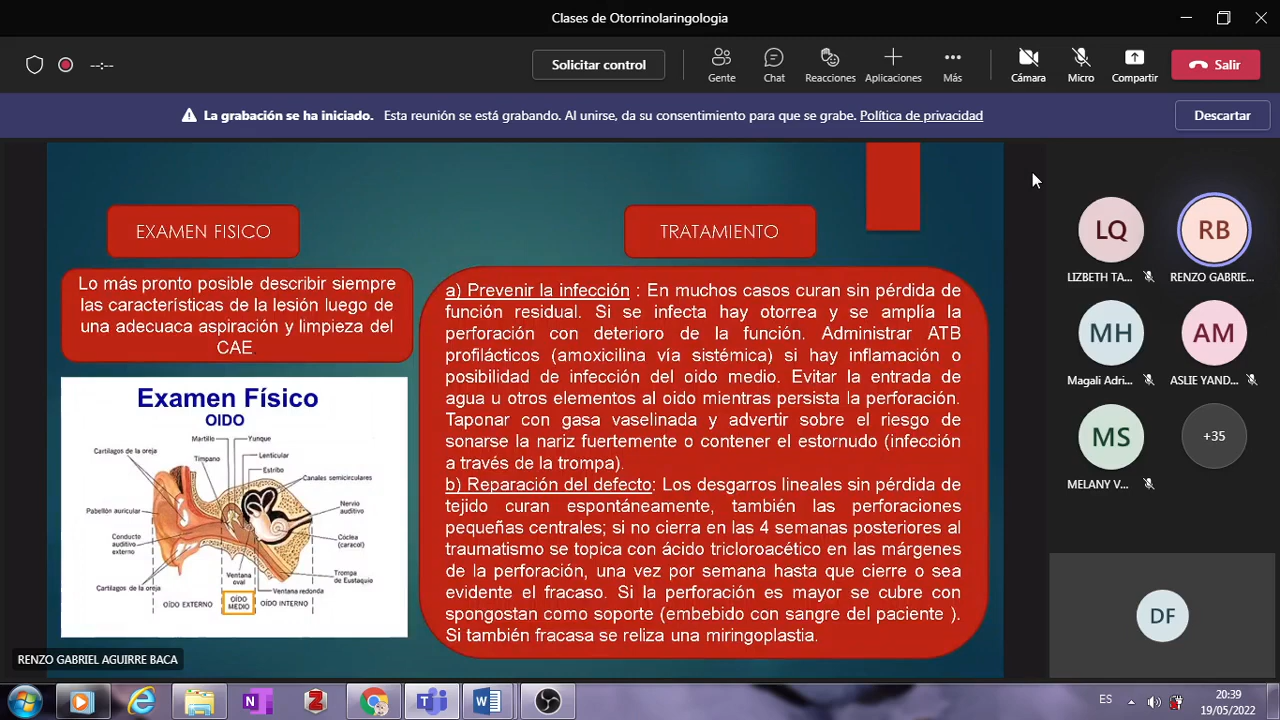 Clases de Otorrinolaringologia
--:--
Solicitar control
Gente
Chat
Reacciones
Aplicaciones
Más
Cámara
Micro
Compartir
Salir
La grabación se ha iniciado. Esta reunión se está grabando. Al unirse, da su consentimiento para que se grabe. Política de privacidad
Descartar
EXAMEN FISICO
Lo más pronto posible describir siempre
las características de la lesión luego de
una adecuaca aspiración y limpieza del
CAE.
Examen Físico
OIDO
Martillo
Yunque
Cartílagos de la oreja
Tímpano
Lenticular
Estribo
Canales semicirculares
Pabellón auricular
Nervio
auditivo
Conducto
auditivo
externo
Cóclea
(caracol)
Cartílagos de la oreja
Ventana
oval
Trompa
de Eustaquio
Ventana redonda
OÍDO EXTERNO
OIDO
MEDIO
OÍDO INTERNO
TRATAMIENTO
a) Prevenir la infección : En muchos casos curan sin pérdida de
función residual. Si se infecta hay otorrea y se amplía la
perforación con deterioro de la función. Administrar ATB
profilácticos (amoxicilina vía sistémica) si hay inflamación o
posibilidad de infección del oido medio. Evitar la entrada de
agua u otros elementos al oido mientras persista la perforación.
Taponar con gasa vaselinada y advertir sobre el riesgo de
sonarse la nariz fuertemente o contener el estornudo (infección
a través de la trompa).
b) Reparación del defecto: Los desgarros lineales sin pérdida de
tejido curan espontáneamente, también las perforaciones
pequeñas centrales; si no cierra en las 4 semanas posteriores al
traumatismo se topica con ácido tricloroacético en las márgenes
de la perforación, una vez por semana hasta que cierre o sea
evidente el fracaso. Si la perforación es mayor se cubre con
spongostan como soporte (embebido con sangre del paciente ).
Si también fracasa se reliza una miringoplastia.
RENZO GABRIEL AGUIRRE BACA
LQ
LIZBETH TA...
RB
RENZO GABRIE...
MH
Magali Adri...
AM
ASLIE YAND...
MS
MELANY V...
+35
DF
ES
20:39
19/05/2022